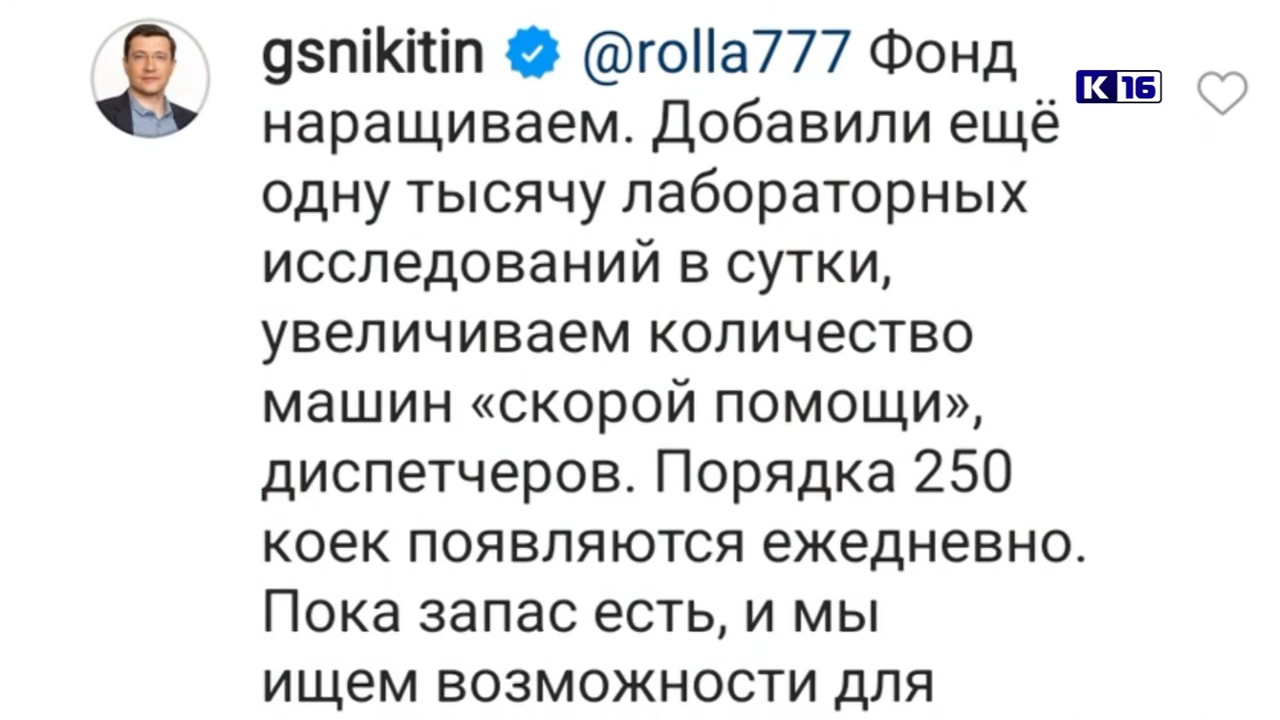 gsnikitin @rolla777 Фонд
K 16
наращиваем. Добавили ещё
одну тысячу лабораторных
исследований в сутки,
увеличиваем количество
машин «скорой помощи»,
диспетчеров. Порядка 250
коек появляются ежедневно.
Пока запас есть, и мы
ищем возможности для